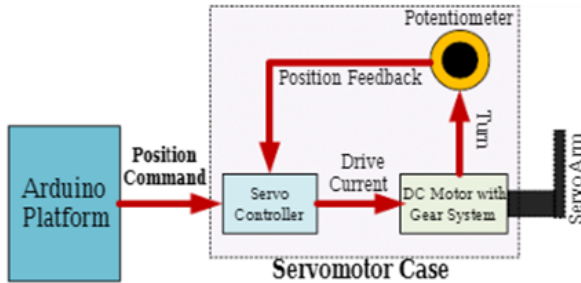 Potentiometer
Position Feedback
Turn
Position
Command
Drive
Current
Arduino
Platform
Servo
Controller
DC Motor with
Gear System
Servo Arm
Servomotor Case